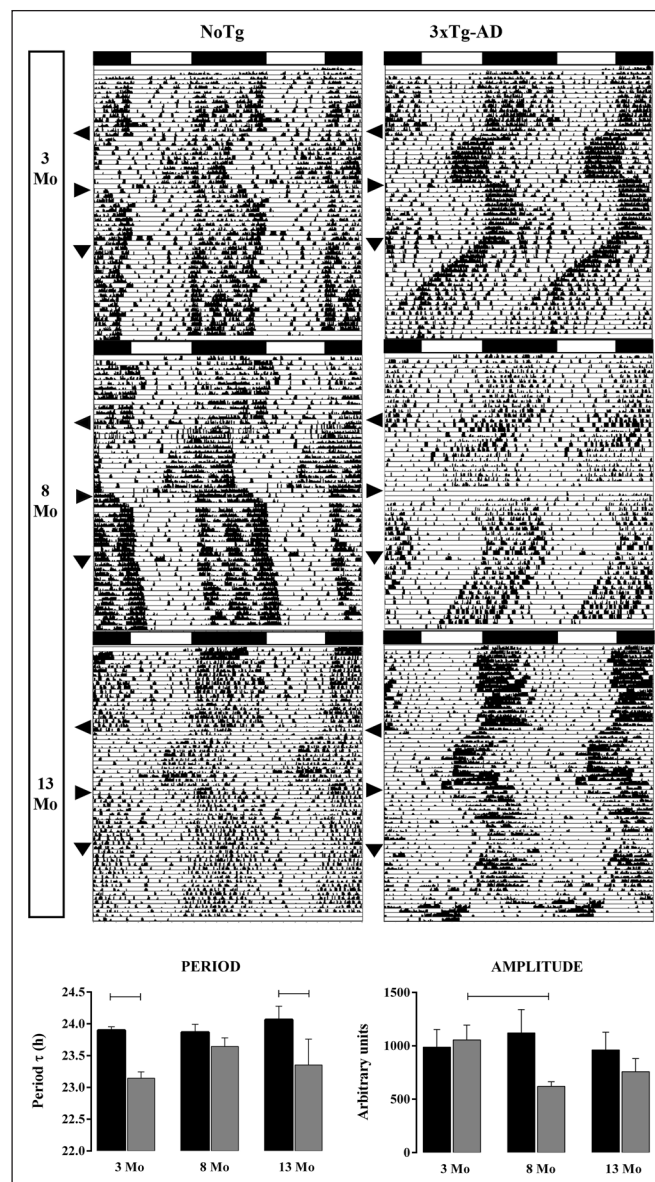 NoTg 3xTg-AD
3
Mo
8
Mo
13
Mo
PERIOD
24.5
24.0
23.5
23.0
22.5
22.0
Period τ (h)
3 Mo 8 Mo 13 Mo
AMPLITUDE
1500
1000
500
0
Arbitrary units
3 Mo 8 Mo 13 Mo